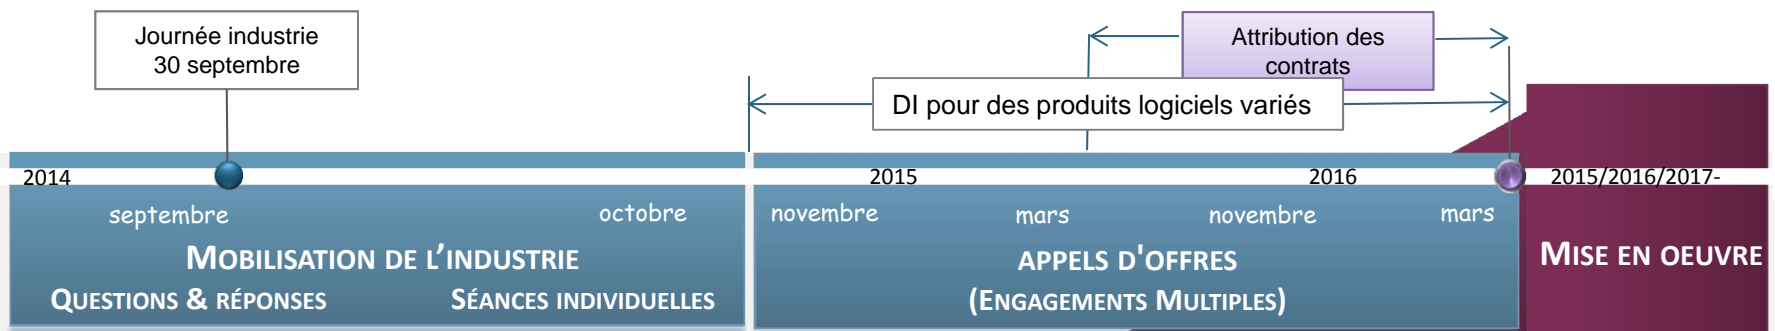 Journée industrie
30 septembre
Attribution des
contrats
DI pour des produits logiciels variés
2014
2015
2016
2015/2016/2017-
septembre
octobre
novembre
mars
novembre
mars
MOBILISATION DE L'INDUSTRIE
QUESTIONS & RÉPONSES
SÉANCES INDIVIDUELLES
APPELS D'OFFRES
(ENGAGEMENTS MULTIPLES)
MISE EN OEUVRE